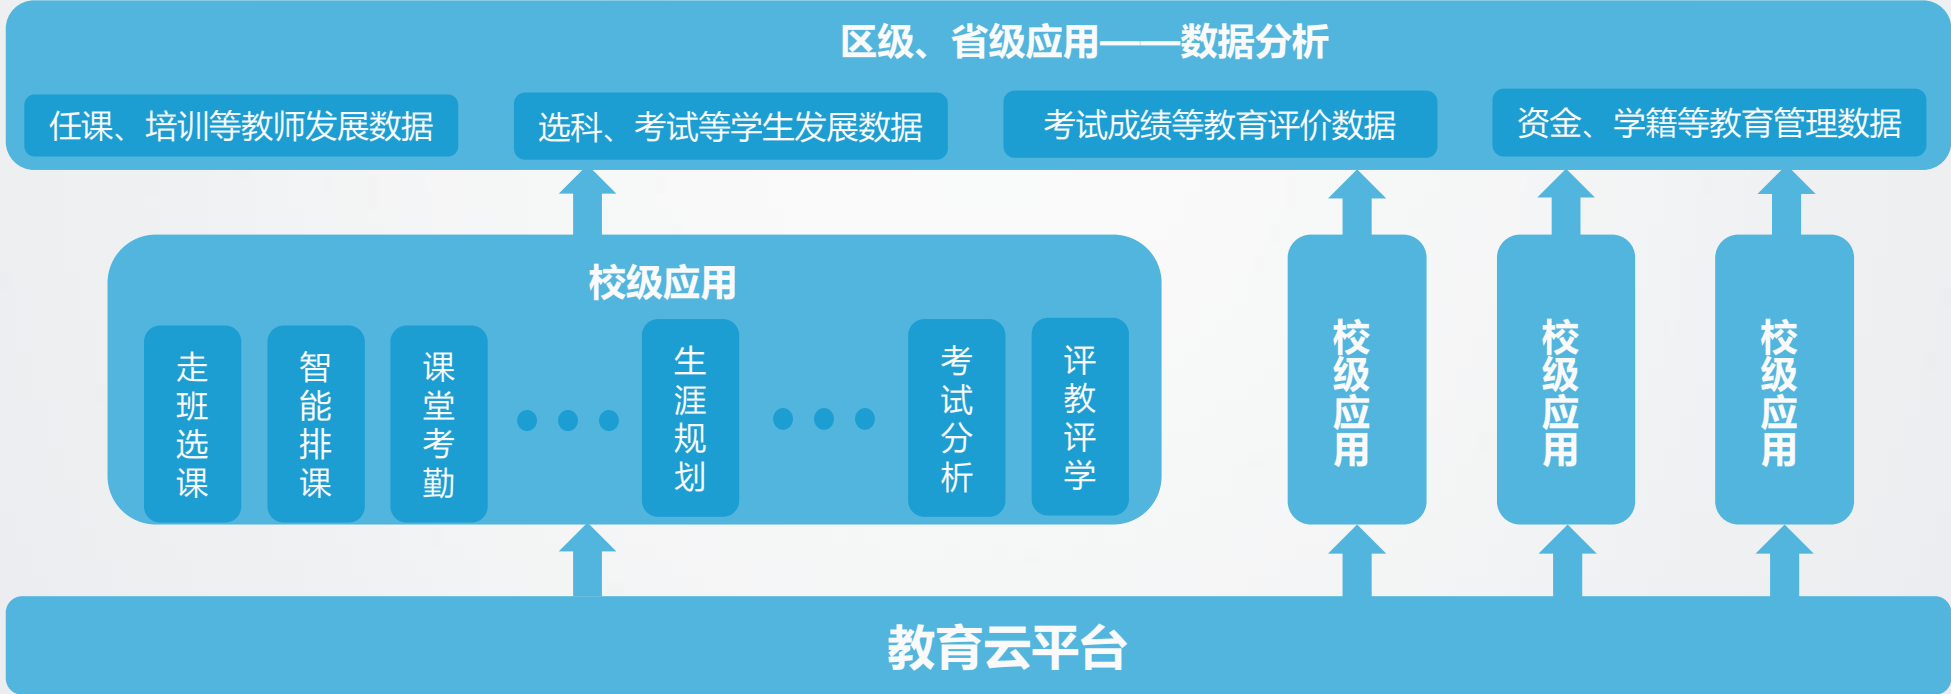 区级、省级应用——数据分析
任课、培训等教师发展数据
选科、考试等学生发展数据
考试成绩等教育评价数据
资金、学籍等教育管理数据
校级应用
走班选课
智能排课
课堂考勤
生涯规划
考试分析
评教评学
校级应用
校级应用
校级应用
教育云平台